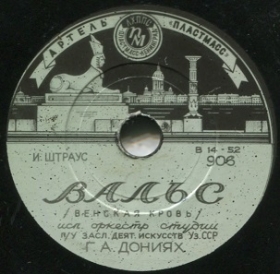 АРТЕЛЬ "ПЛАСТМАСС"
И. ШТРАУС
В 14-52
906
ВАЛЬС
/ВЕНСКАЯ КРОВЬ/
исп. оркестр студии
П/У ЗАСЛ. ДЕЯТ. ИСКУССТВ УЗ. ССР
Г. А. ДОНИЯХ